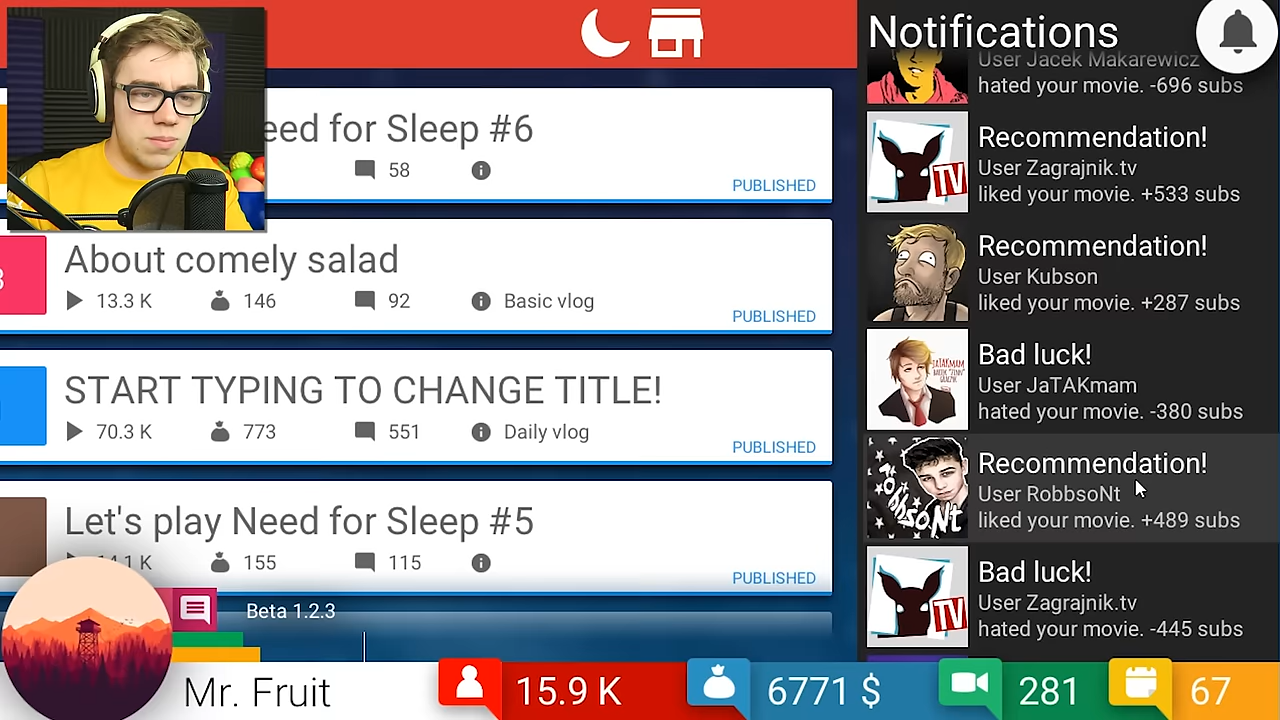 Notifications
User Jacek Makarewicz
hated your movie. -696 subs
eed for Sleep #6
58
PUBLISHED
About comely salad
13.3 K
146
92
Basic vlog
PUBLISHED
START TYPING TO CHANGE TITLE!
70.3 K
773
551
Daily vlog
PUBLISHED
Let's play Need for Sleep #5
155
115
PUBLISHED
Recommendation!
User Zagrajnik.tv
liked your movie. +533 subs
TV
Recommendation!
User Kubson
liked your movie. +287 subs
Bad luck!
User JaTAKmam
hated your movie. -380 subs
Recommendation!
User RobbsoNt
liked your movie. +489 subs
robbsoNt
Bad luck!
User Zagrajnik.tv
hated your movie. -445 subs
TV
Beta 1.2.3
Mr. Fruit
15.9 K
6771 $
281
67